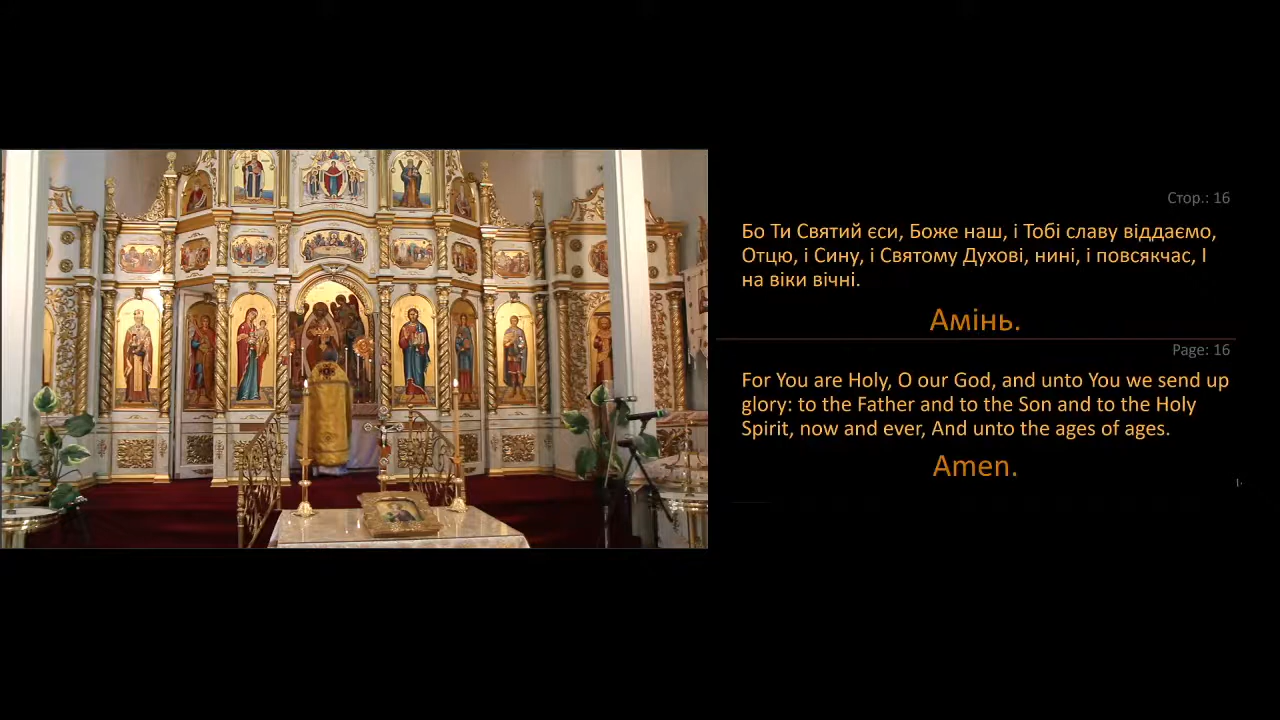 Стор.: 16
Бо Ти Святий єси, Боже наш, і Тобі славу віддаємо,
Отцю, і Сину, і Святому Духові, нині, і повсякчас, І
на віки вічні.
Амінь.
Page: 16
For You are Holy, O our God, and unto You we send up
glory: to the Father and to the Son and to the Holy
Spirit, now and ever, And unto the ages of ages.
Amen.